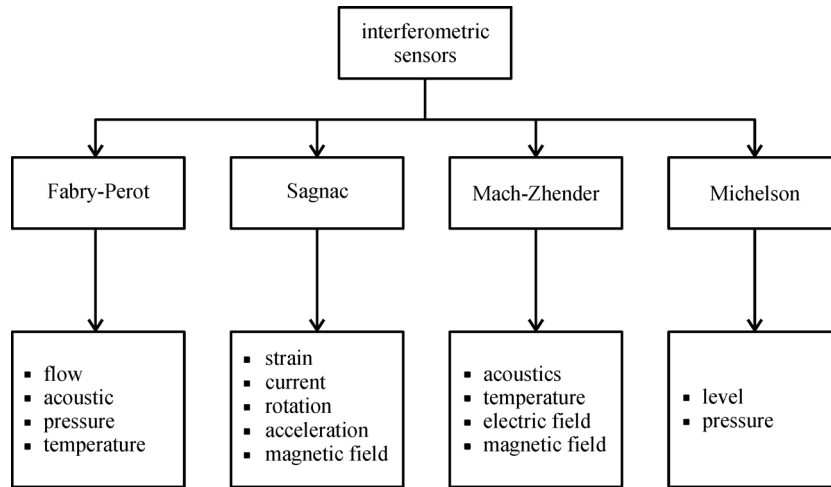 interferometric
sensors
Fabry-Perot
Sagnac
Mach-Zhender
Michelson
▪ flow
▪ acoustic
▪ pressure
▪ temperature
▪ strain
▪ current
▪ rotation
▪ acceleration
▪ magnetic field
▪ acoustics
▪ temperature
▪ electric field
▪ magnetic field
▪ level
▪ pressure